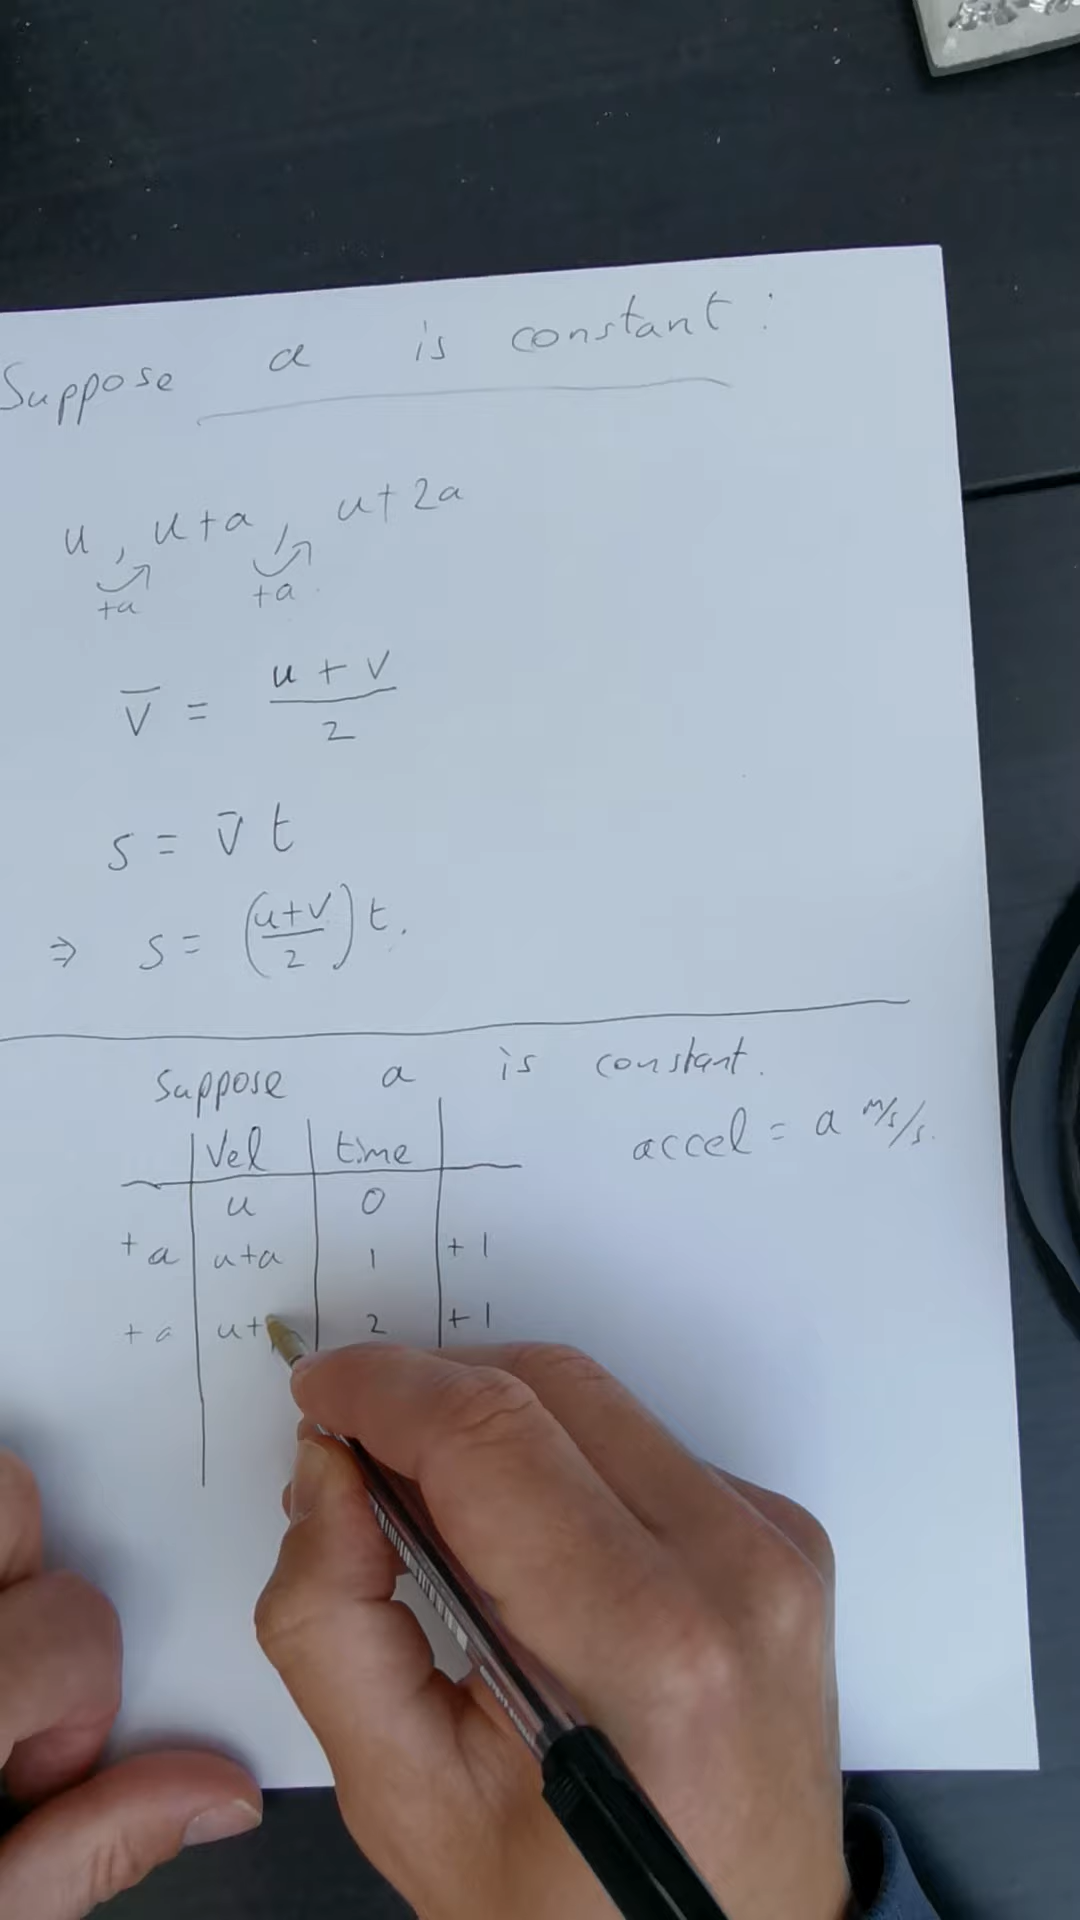 Suppose a is constant:
u, u+a, u+2a
+a +a
v̄ = u + v / 2
s = v̄ t
⇒ s = (u+v / 2) t.
Suppose a is constant.
accel = a m/s/s.
Vel time
u 0
+a u+a 1 +1
+a u+ 2 +1